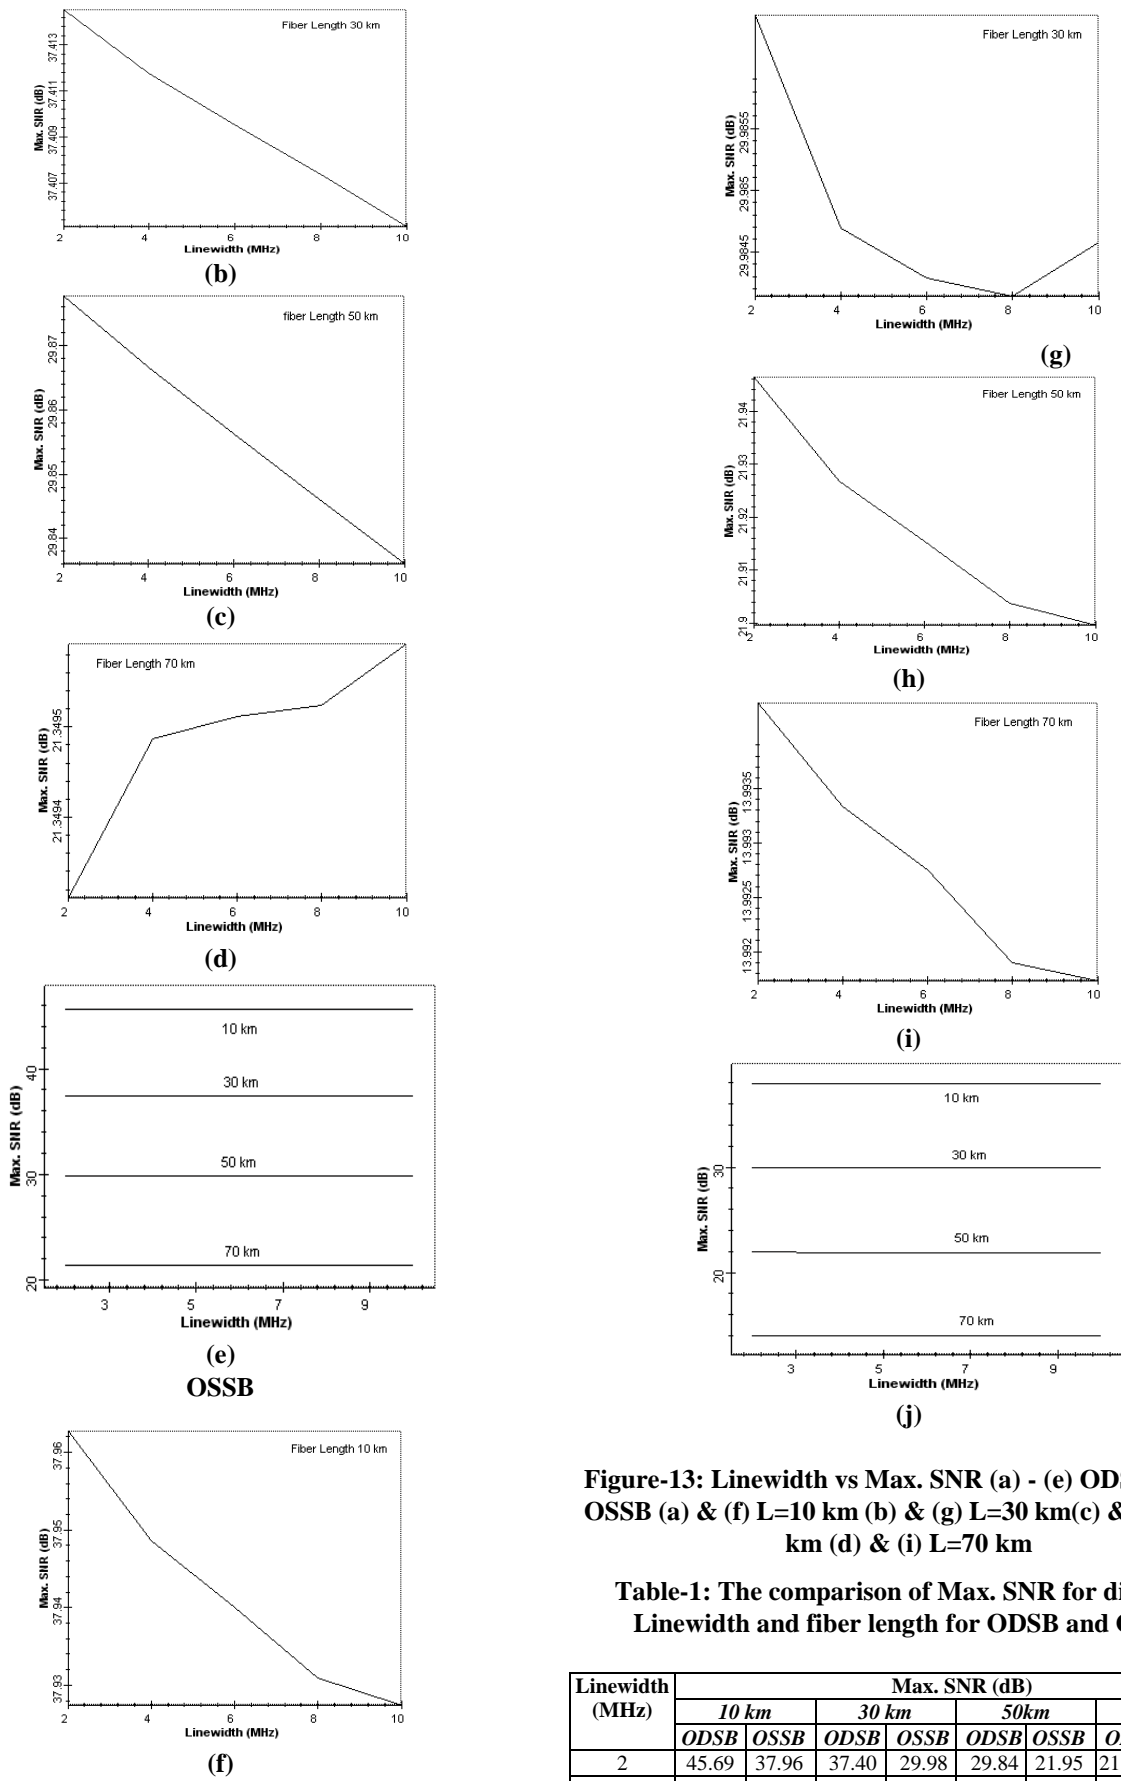 Fiber Length 30 km
Max. SNR (dB)
37.413
37.411
37.409
37.407
2 4 6 8 10
Linewidth (MHz)
(b)
fiber Length 50 km
Max. SNR (dB)
29.87
29.86
29.85
29.84
2 4 6 8 10
Linewidth (MHz)
(c)
Fiber Length 70 km
Max. SNR (dB)
21.3495
21.3494
2 4 6 8 10
Linewidth (MHz)
(d)
Max. SNR (dB)
40
30
20
10 km
30 km
50 km
70 km
3 5 7 9
Linewidth (MHz)
(e)
OSSB
Fiber Length 10 km
Max. SNR (dB)
37.96
37.95
37.94
37.93
2 4 6 8 10
Linewidth (MHz)
(f)
Fiber Length 30 km
Max. SNR (dB)
29.9855
29.985
29.9845
2 4 6 8 10
Linewidth (MHz)
(g)
Fiber Length 50 km
Max. SNR (dB)
21.94
21.93
21.92
21.91
21.9
2 4 6 8 10
Linewidth (MHz)
(h)
Fiber Length 70 km
Max. SNR (dB)
13.9935
13.993
13.9925
13.992
2 4 6 8 10
Linewidth (MHz)
(i)
Max. SNR (dB)
30
20
10 km
30 km
50 km
70 km
3 5 7 9
Linewidth (MHz)
(j)
Figure-13: Linewidth vs Max. SNR (a) - (e)
OSSB (a) & (f) L=10 km (b) & (g) L=30 km(c) &
km (d) & (i) L=70 km
Table-1: The comparison of Max. SNR for
Linewidth and fiber length for ODSB and
Linewidth Max. SNR (dB)
(MHz) 10 km 30 km 50km
ODSB OSSB ODSB OSSB ODSB OSSB
2 45.69 37.96 37.40 29.98 29.84 21.95